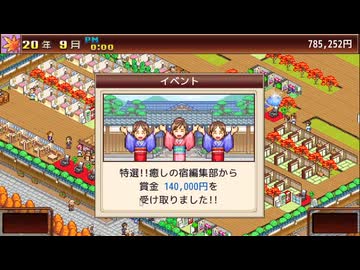 20年 9月 PM 0:00
785,252円
イベント
特選!!癒しの宿編集部から
賞金 140,000円を
受け取りました!!